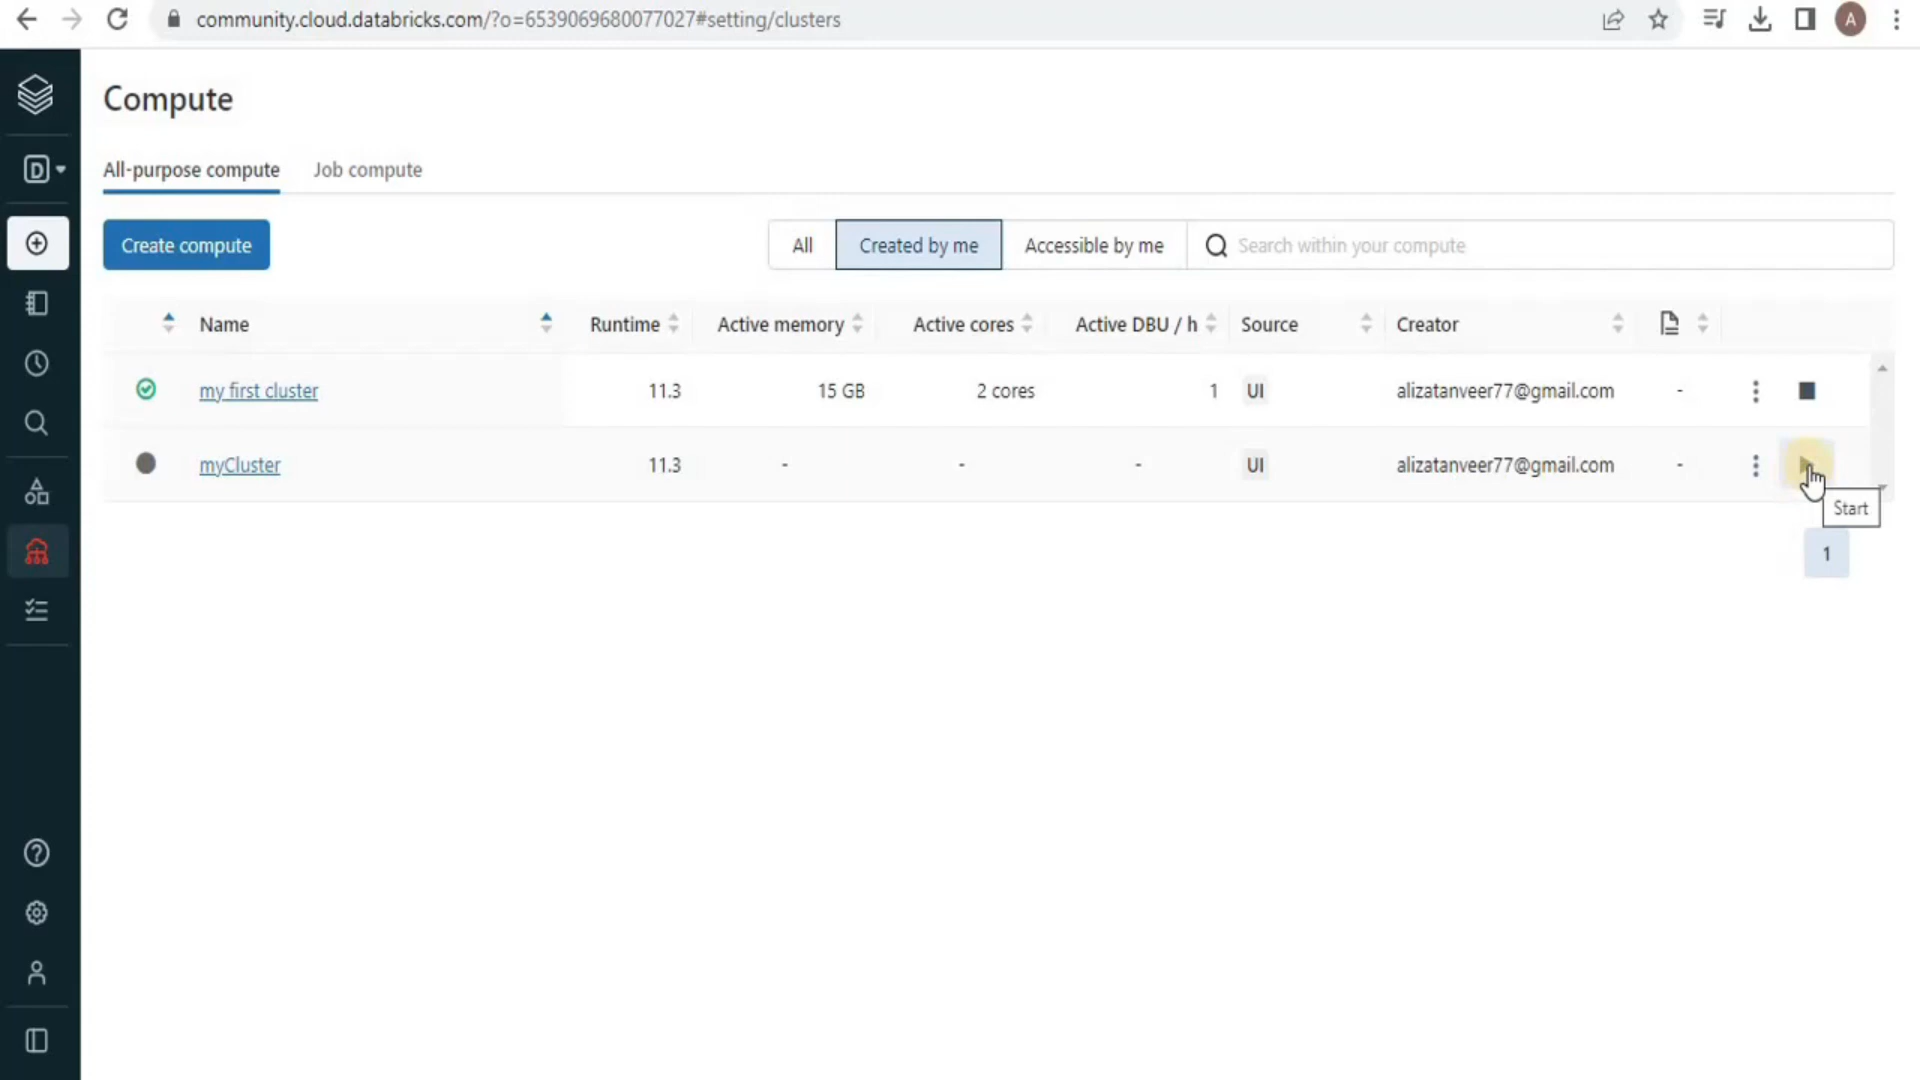 community.cloud.databricks.com/?o=6539069680077027#setting/clusters
A
Compute
D
All-purpose compute Job compute
Create compute All Created by me Accessible by me Search within your compute
Name Runtime Active memory Active cores Active DBU / h Source Creator
my first cluster 11.3 15 GB 2 cores 1 UI alizatanveer77@gmail.com -
myCluster 11.3 - - - UI alizatanveer77@gmail.com -
Start
1